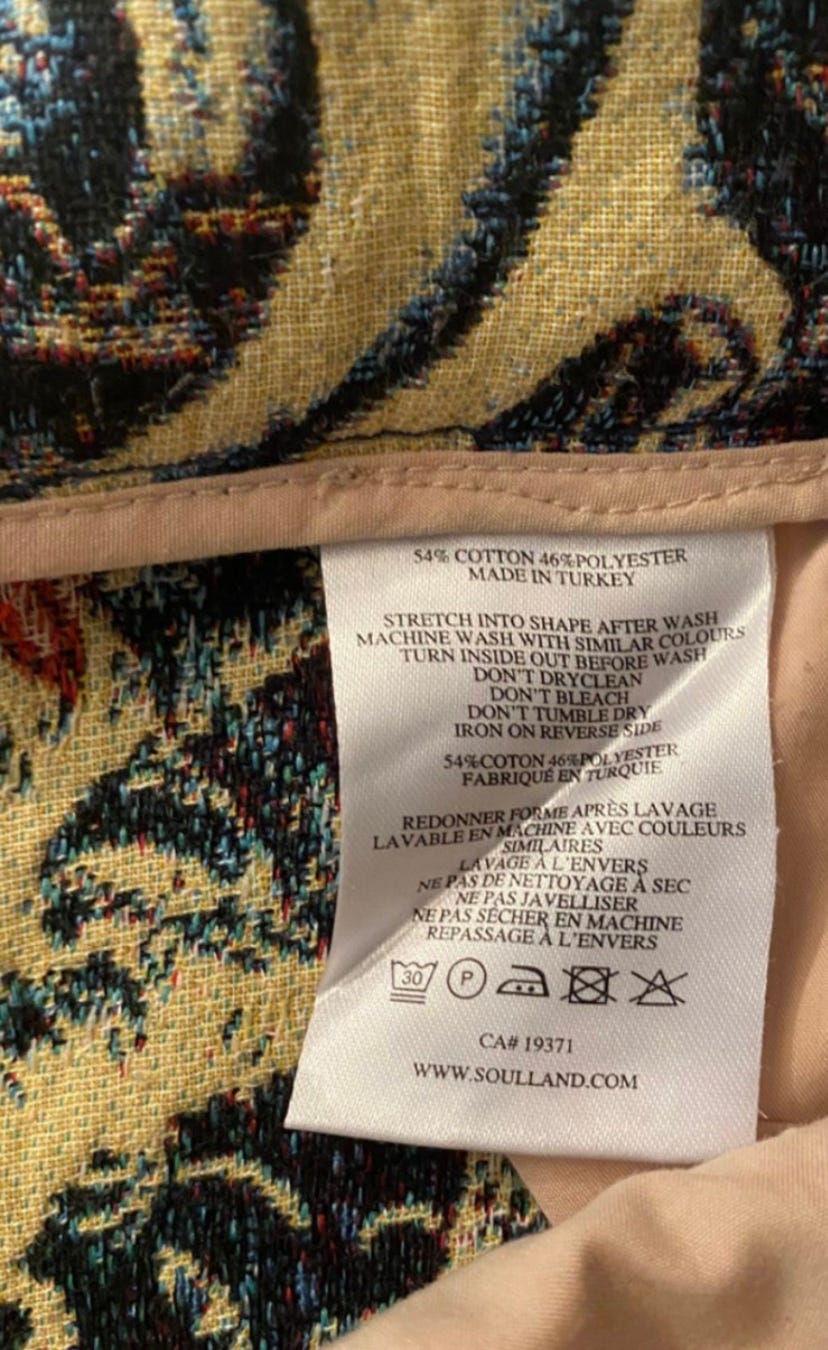 54% COTTON 46%POLYESTER
MADE IN TURKEY
STRETCH INTO SHAPE AFTER WASH
MACHINE WASH WITH SIMILAR COLOURS
TURN INSIDE OUT BEFORE WASH
DON'T DRYCLEAN
DON'T BLEACH
DON'T TUMBLE DRY
IRON ON REVERSE SIDE
54%COTON 46%POLYESTER
FABRIQUÉ EN TURQUIE
REDONNER FORME APRÈS LAVAGE
LAVABLE EN MACHINE AVEC COULEURS
SIMILAIRES
LAVAGE À L'ENVERS
NE PAS DE NETTOYAGE À SEC
NE PAS JAVELLISER
NE PAS SÉCHER EN MACHINE
REPASSAGE À L'ENVERS
30 P
CA# 19371
WWW.SOULLAND.COM